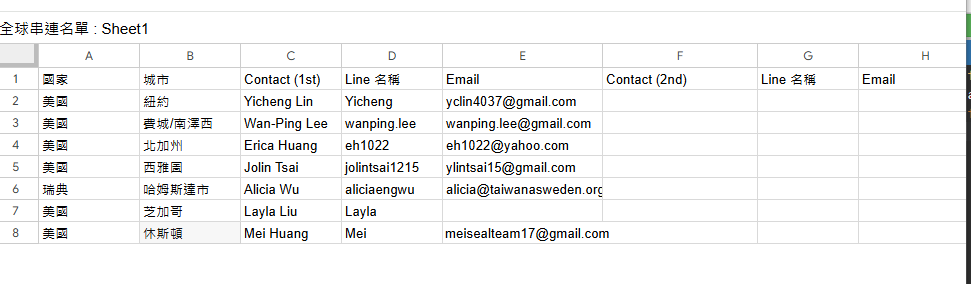 全球串連名單 : Sheet1
A B C D E F G H
1 國家 城市 Contact (1st) Line 名稱 Email Contact (2nd) Line 名稱 Email
2 美國 紐約 Yicheng Lin Yicheng yclin4037@gmail.com
3 美國 費城/南澤西 Wan-Ping Lee wanping.lee wanping.lee@gmail.com
4 美國 北加州 Erica Huang eh1022 eh1022@yahoo.com
5 美國 西雅圖 Jolin Tsai jolintsai1215 ylintsai15@gmail.com
6 瑞典 哈姆斯達市 Alicia Wu aliciaengwu alicia@taiwanasweden.org
7 美國 芝加哥 Layla Liu Layla
8 美國 休斯頓 Mei Huang Mei meisealteam17@gmail.com